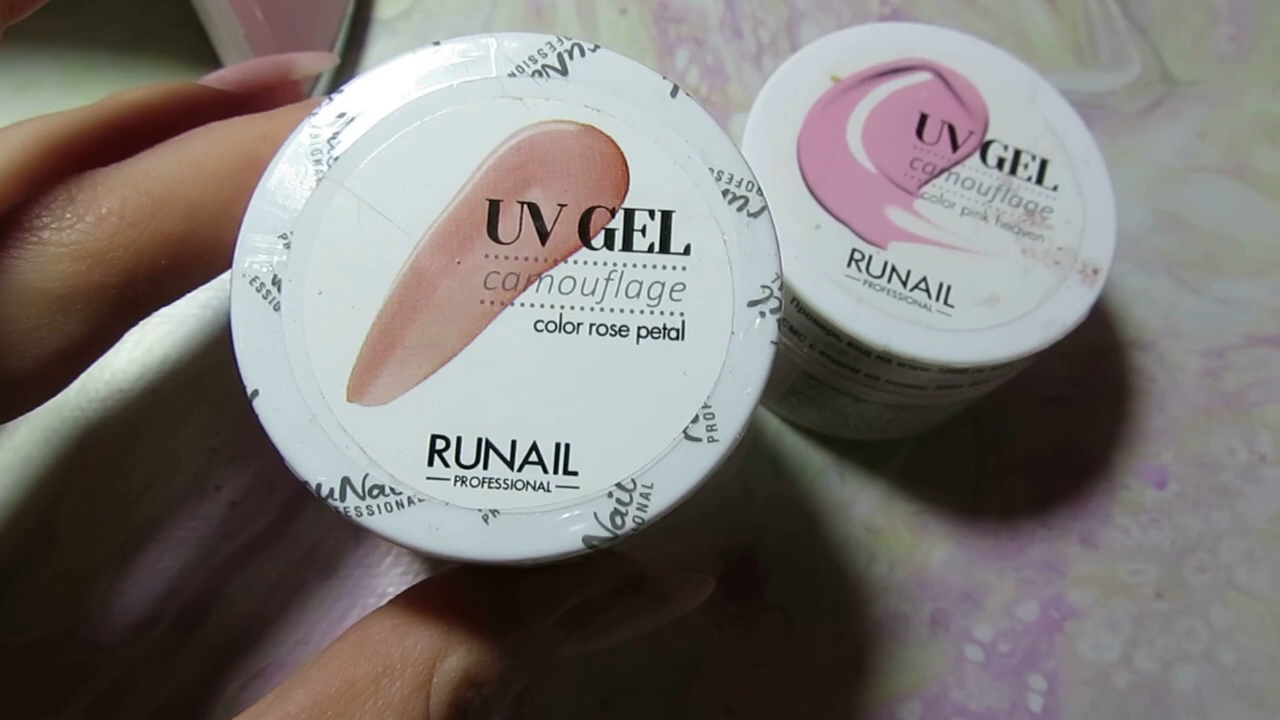 UV GEL
camouflage
color rose petal
RUNAIL
PROFESSIONAL
UV GEL
camouflage
color pink heaven
RUNAIL
PROFESSIONAL